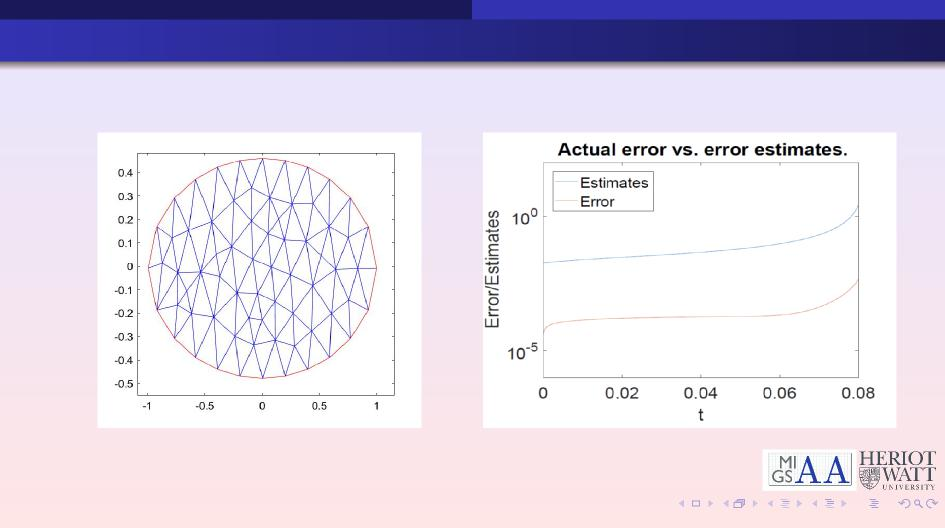 0.4
0.3
0.2
0.1
0
-0.1
-0.2
-0.3
-0.4
-0.5
-1
-0.5
0
0.5
1
Actual error vs. error estimates.
Estimates
Error
Error/Estimates
10^0
10^-5
0
0.02
0.04
0.06
0.08
t
MI
GS AA
HERIOT
WATT
UNIVERSITY